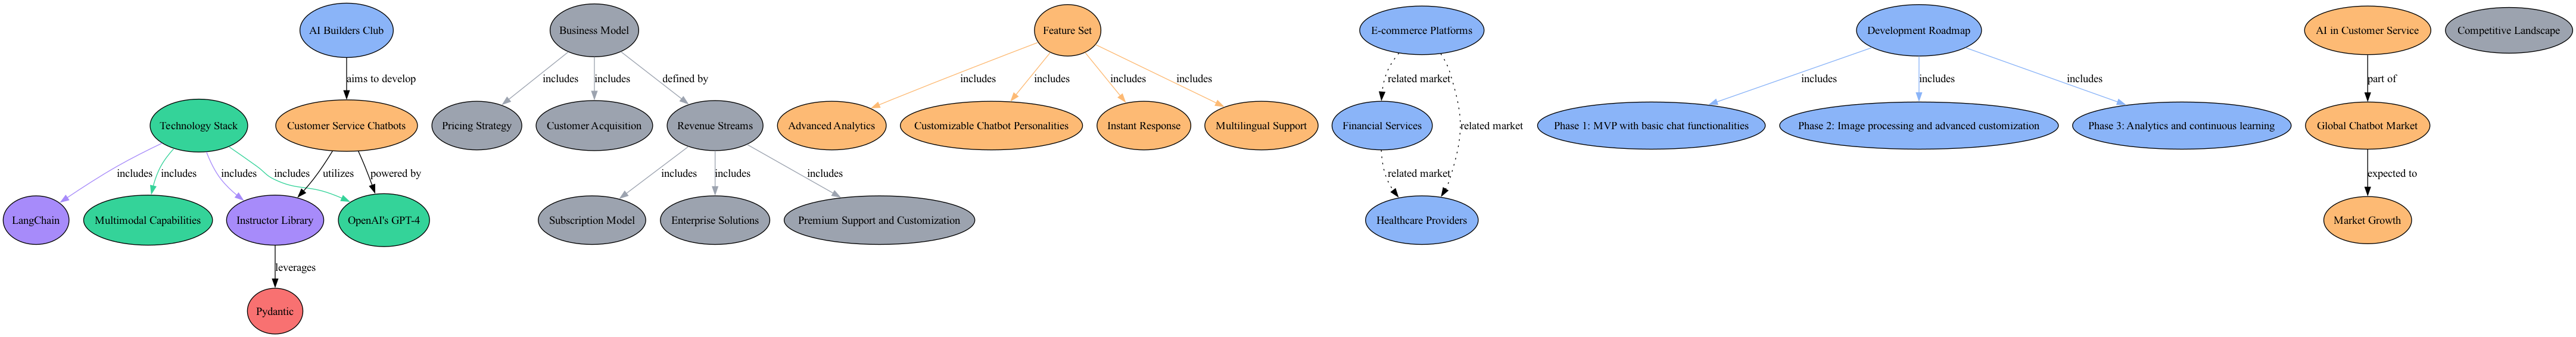 AI Builders Club
Business Model
Feature Set
E-commerce Platforms
Development Roadmap
AI in Customer Service
Competitive Landscape
aims to develop
includes
includes
defined by
includes
includes
includes
includes
related market
includes
includes
includes
part of
Technology Stack
Customer Service Chatbots
Pricing Strategy
Customer Acquisition
Revenue Streams
Advanced Analytics
Customizable Chatbot Personalities
Instant Response
Multilingual Support
Financial Services
related market
Phase 1: MVP with basic chat functionalities
Phase 2: Image processing and advanced customization
Phase 3: Analytics and continuous learning
Global Chatbot Market
includes
includes
includes
includes
utilizes
powered by
includes
includes
includes
related market
expected to
LangChain
Multimodal Capabilities
Instructor Library
OpenAI's GPT-4
Subscription Model
Enterprise Solutions
Premium Support and Customization
Healthcare Providers
Market Growth
leverages
Pydantic